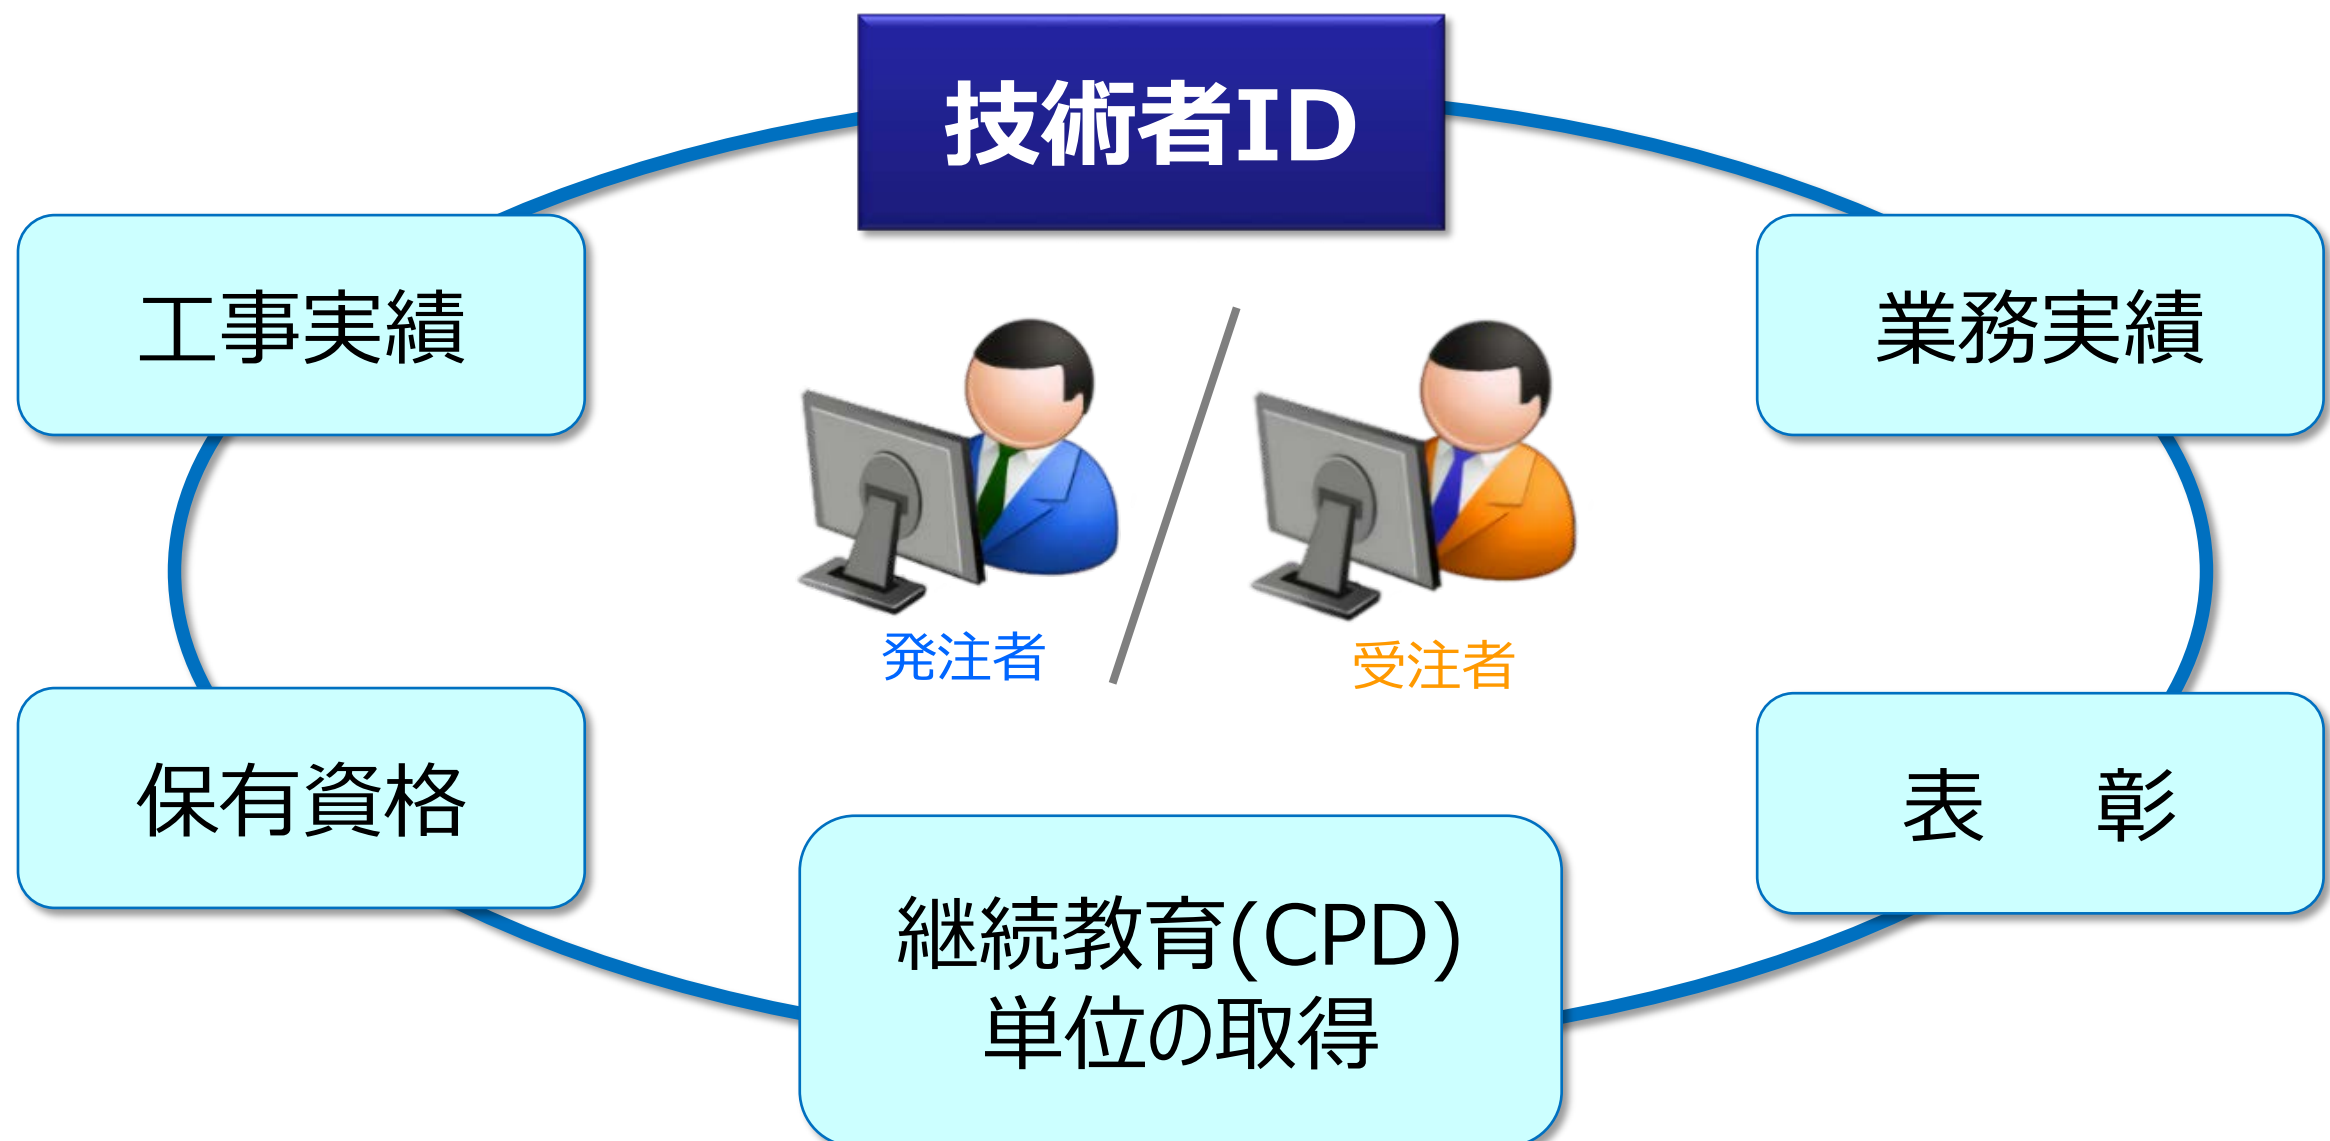 技術者ID
工事実績
業務実績
発注者
受注者
保有資格
表 彰
継続教育(CPD)
単位の取得